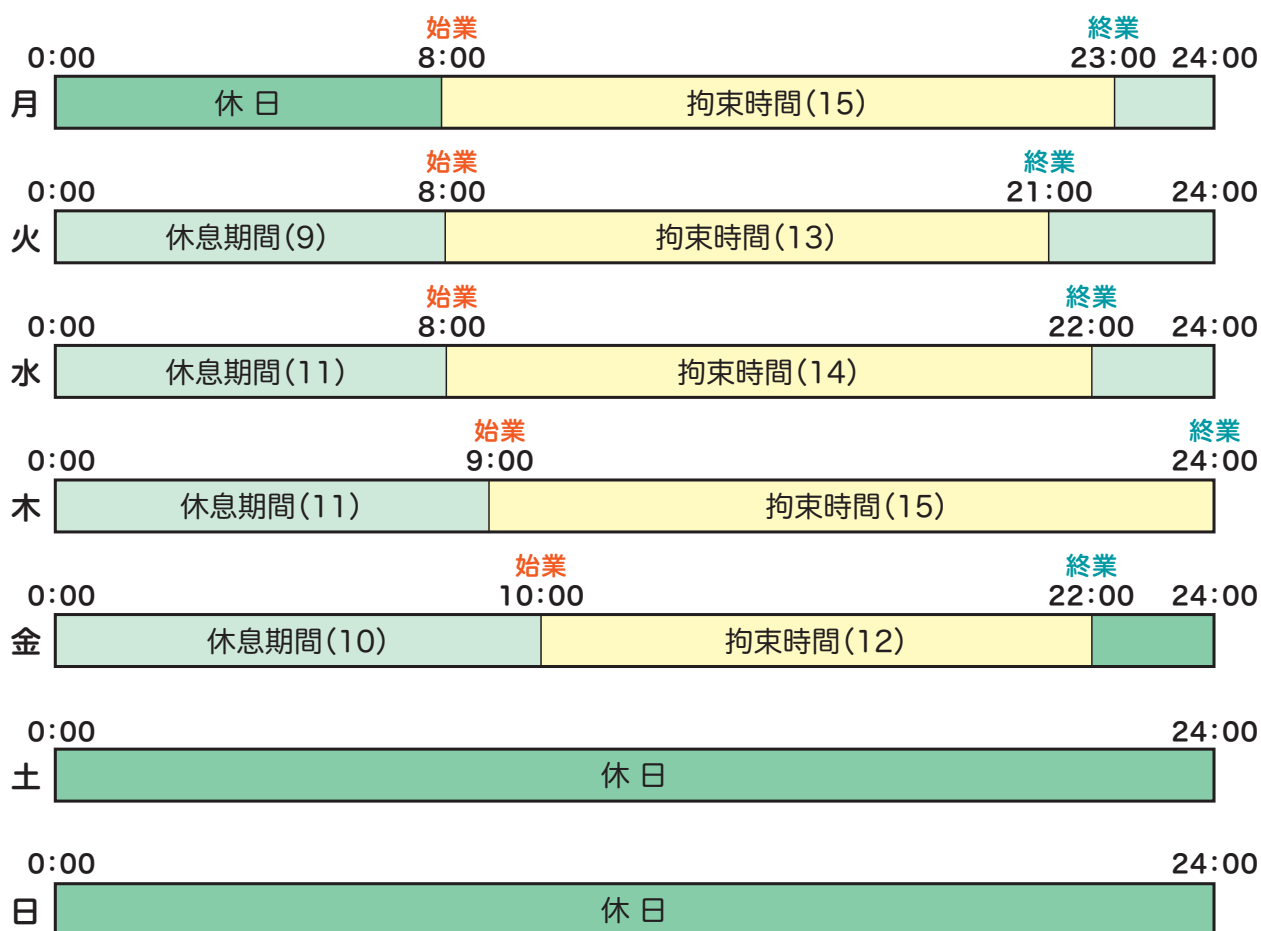 始業 終業
0:00 8:00 23:00 24:00
月 休日 拘束時間(15)
始業 終業
0:00 8:00 21:00 24:00
火 休息期間(9) 拘束時間(13)
始業 終業
0:00 8:00 22:00 24:00
水 休息期間(11) 拘束時間(14)
始業 終業
0:00 9:00 24:00
木 休息期間(11) 拘束時間(15)
始業 終業
0:00 10:00 22:00 24:00
金 休息期間(10) 拘束時間(12)
0:00 24:00
土 休日
0:00 24:00
日 休日